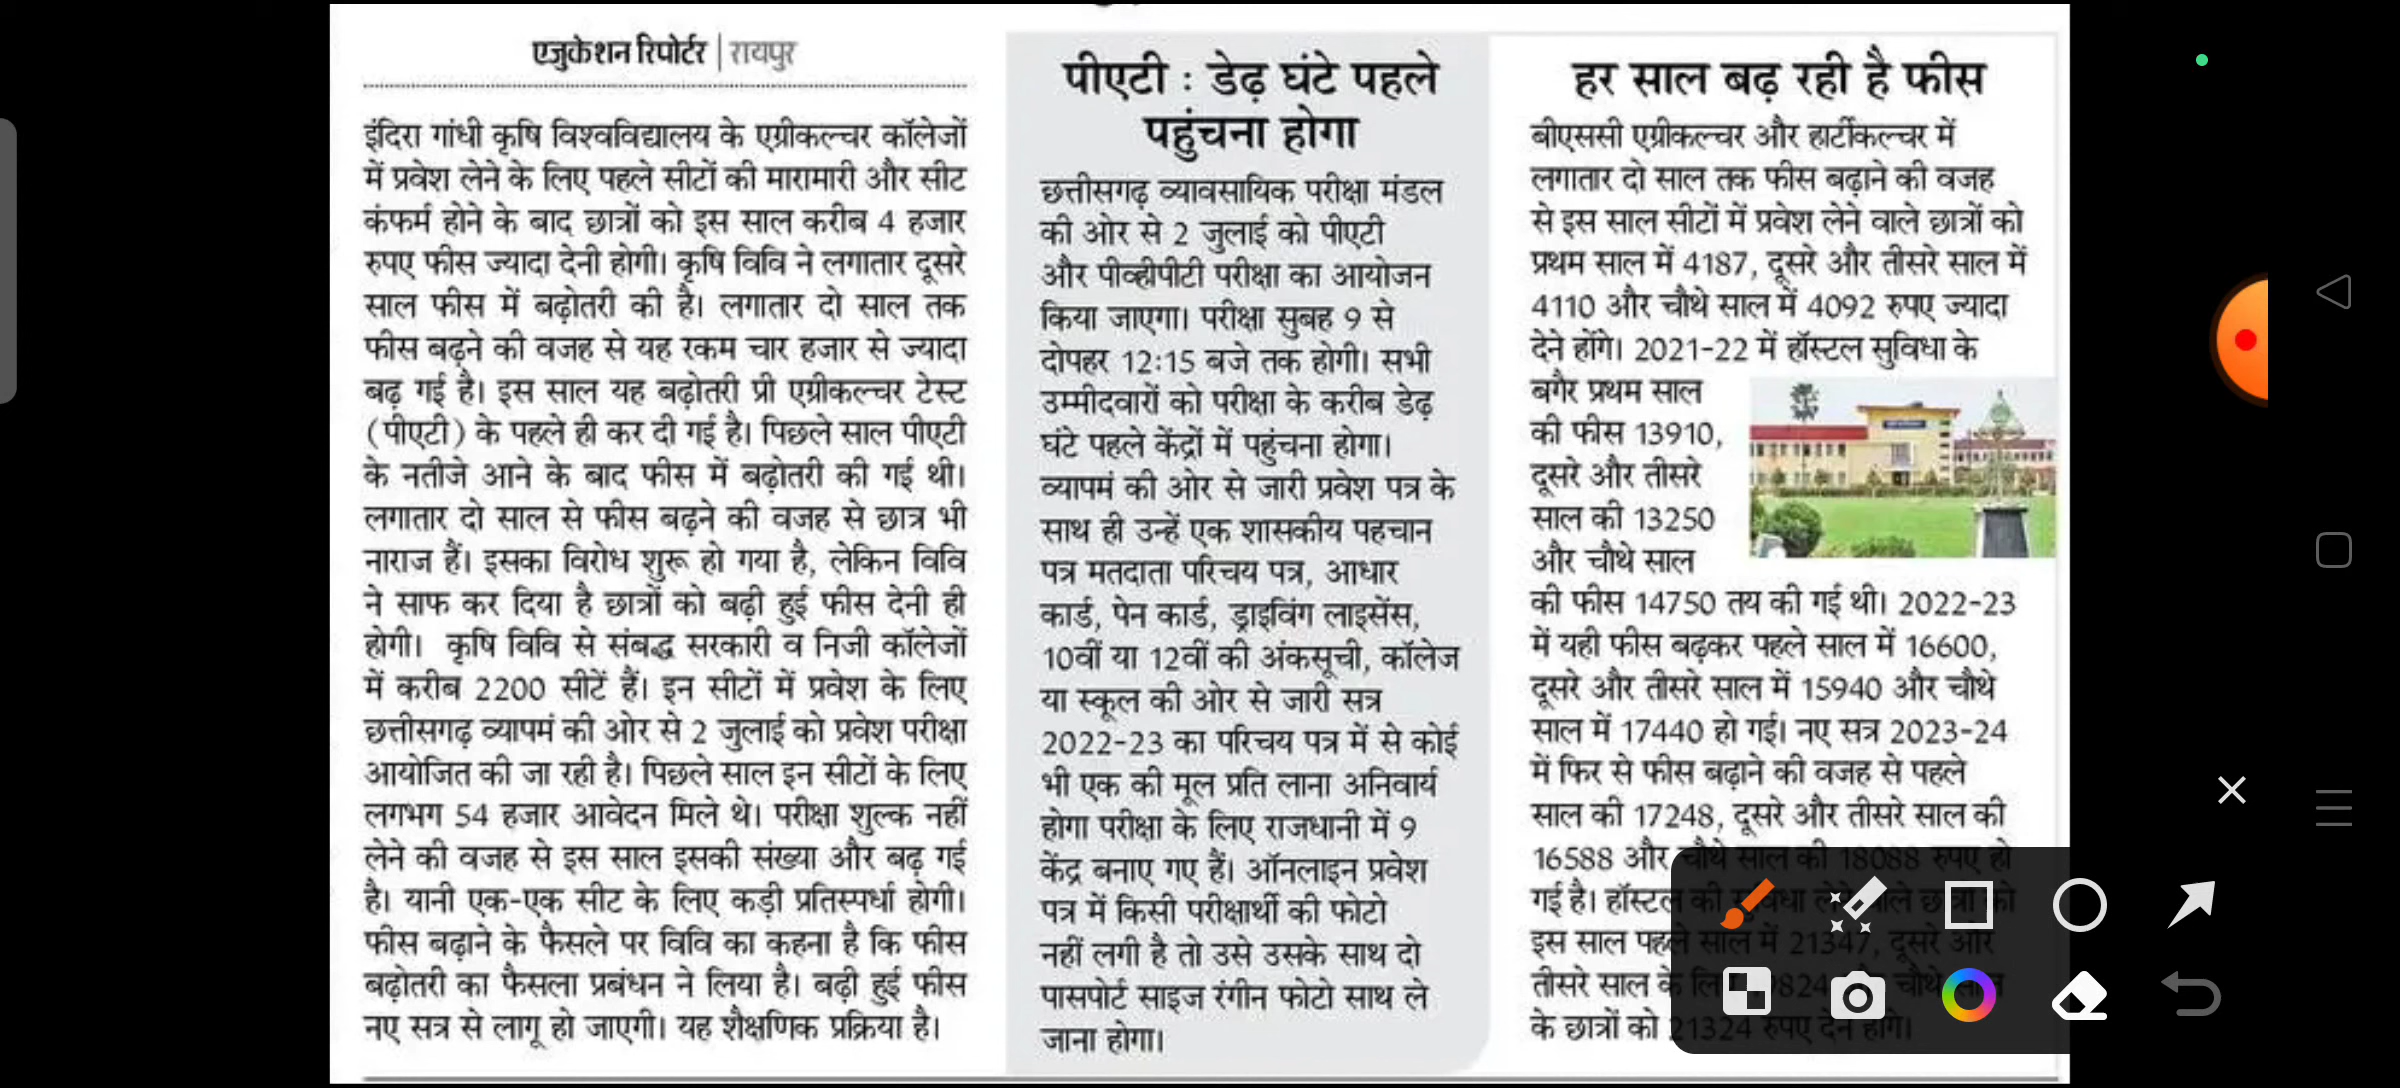 एजुकेशन रिपोर्टर | रायपुर
इंदिरा गांधी कृषि विश्वविद्यालय के एग्रीकल्चर कॉलेजों
में प्रवेश लेने के लिए पहले सीटों की मारामारी और सीट
कंफर्म होने के बाद छात्रों को इस साल करीब 4 हजार
रुपए फीस ज्यादा देनी होगी। कृषि विवि ने लगातार दूसरे
साल फीस में बढ़ोतरी की है। लगातार दो साल तक
फीस बढ़ने की वजह से यह रकम चार हजार से ज्यादा
बढ़ गई है। इस साल यह बढ़ोतरी प्री एग्रीकल्चर टेस्ट
(पीएटी) के पहले ही कर दी गई है। पिछले साल पीएटी
के नतीजे आने के बाद फीस में बढ़ोतरी की गई थी।
लगातार दो साल से फीस बढ़ने की वजह से छात्र भी
नाराज हैं। इसका विरोध शुरू हो गया है, लेकिन विवि
ने साफ कर दिया है छात्रों को बढ़ी हुई फीस देनी ही
होगी। कृषि विवि से संबद्ध सरकारी व निजी कॉलेजों
में करीब 2200 सीटें हैं। इन सीटों में प्रवेश के लिए
छत्तीसगढ़ व्यापमं की ओर से 2 जुलाई को प्रवेश परीक्षा
आयोजित की जा रही है। पिछले साल इन सीटों के लिए
लगभग 54 हजार आवेदन मिले थे। परीक्षा शुल्क नहीं
लेने की वजह से इस साल इसकी संख्या और बढ़ गई
है। यानी एक-एक सीट के लिए कड़ी प्रतिस्पर्धा होगी।
फीस बढ़ाने के फैसले पर विवि का कहना है कि फीस
बढ़ोतरी का फैसला प्रबंधन ने लिया है। बढ़ी हुई फीस
नए सत्र से लागू हो जाएगी। यह शैक्षणिक प्रक्रिया है।
पीएटी : डेढ़ घंटे पहले
पहुंचना होगा
छत्तीसगढ़ व्यावसायिक परीक्षा मंडल
की ओर से 2 जुलाई को पीएटी
और पीव्हीपीटी परीक्षा का आयोजन
किया जाएगा। परीक्षा सुबह 9 से
दोपहर 12:15 बजे तक होगी। सभी
उम्मीदवारों को परीक्षा के करीब डेढ़
घंटे पहले केंद्रों में पहुंचना होगा।
व्यापमं की ओर से जारी प्रवेश पत्र के
साथ ही उन्हें एक शासकीय पहचान
पत्र मतदाता परिचय पत्र, आधार
कार्ड, पेन कार्ड, ड्राइविंग लाइसेंस,
10वीं या 12वीं की अंकसूची, कॉलेज
या स्कूल की ओर से जारी सत्र
2022-23 का परिचय पत्र में से कोई
भी एक की मूल प्रति लाना अनिवार्य
होगा परीक्षा के लिए राजधानी में 9
केंद्र बनाए गए हैं। ऑनलाइन प्रवेश
पत्र में किसी परीक्षार्थी की फोटो
नहीं लगी है तो उसे उसके साथ दो
पासपोर्ट साइज रंगीन फोटो साथ ले
जाना होगा।
हर साल बढ़ रही है फीस
बीएससी एग्रीकल्चर और हार्टीकल्चर में
लगातार दो साल तक फीस बढ़ाने की वजह
से इस साल सीटों में प्रवेश लेने वाले छात्रों को
प्रथम साल में 4187, दूसरे और तीसरे साल में
4110 और चौथे साल में 4092 रुपए ज्यादा
देने होंगे। 2021-22 में हॉस्टल सुविधा के
बगैर प्रथम साल
की फीस 13910,
दूसरे और तीसरे
साल की 13250
और चौथे साल
की फीस 14750 तय की गई थी। 2022-23
में यही फीस बढ़कर पहले साल में 16600,
दूसरे और तीसरे साल में 15940 और चौथे
साल में 17440 हो गई। नए सत्र 2023-24
में फिर से फीस बढ़ाने की वजह से पहले
साल की 17248, दूसरे और तीसरे साल की
16588 और चौथे साल की 18088 रुपए हो
गई है। हॉस्टल की सुविधा लेने वाले छात्रों को
इस साल पहले साल में 21347, दूसरे और
तीसरे साल के चौथे साल
के छात्रों को 21324 रुपए देने होंगे।